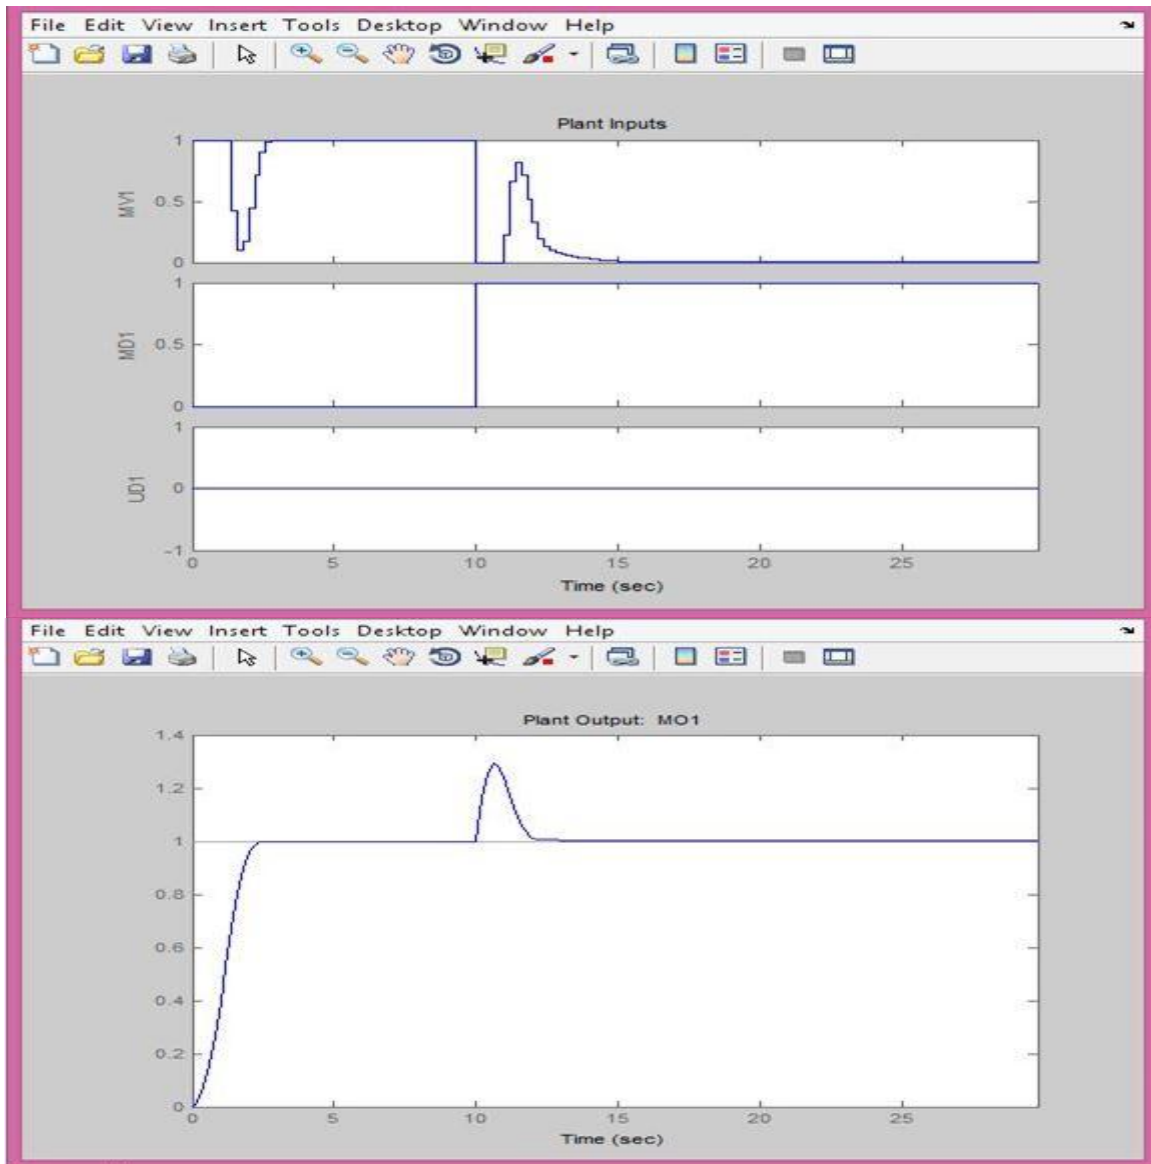 File Edit View Insert Tools Desktop Window Help
Plant Inputs
1
0.5
0
MV1
1
0.5
0
MD1
1
0
-1
UD1
0 5 10 15 20 25
Time (sec)
File Edit View Insert Tools Desktop Window Help
Plant Output: MO1
1.4
1.2
1
0.8
0.6
0.4
0.2
0
0 5 10 15 20 25
Time (sec)